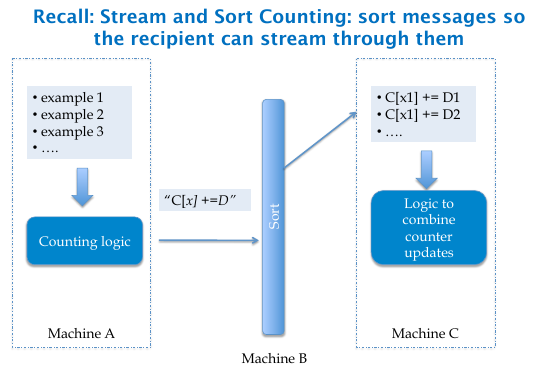 Recall: Stream and Sort Counting: sort messages so
the recipient can stream through them
• example 1
• example 2
• example 3
• ....
Counting logic
Machine A
“C[x] +=D”
Sort
Machine B
• C[x1] += D1
• C[x1] += D2
• ....
Logic to
combine
counter
updates
Machine C